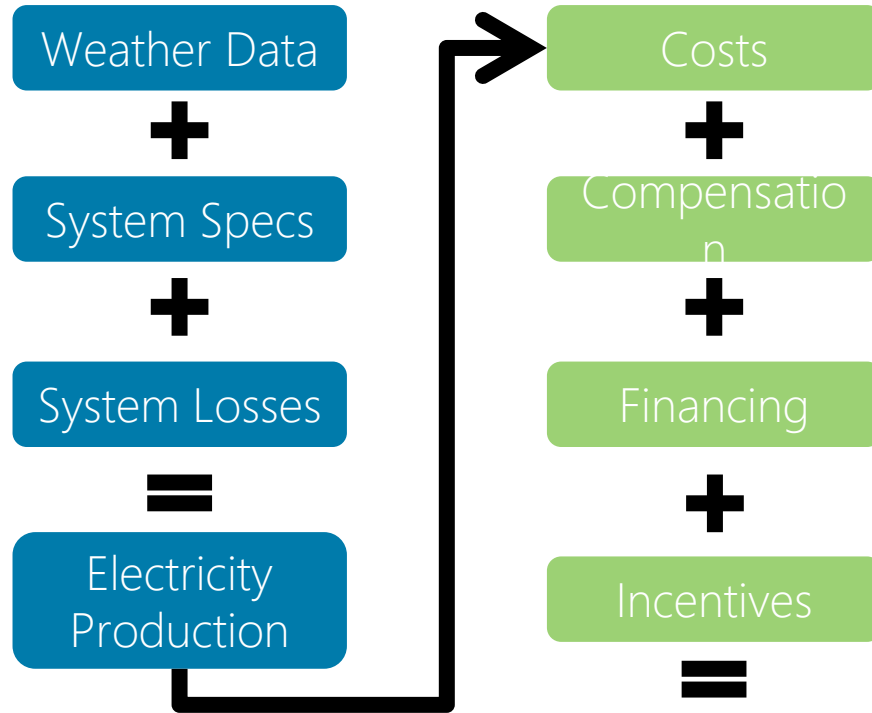 Weather Data
+
System Specs
+
System Losses
=
Electricity
Production
Costs
+
Compensatio
n
+
Financing
+
Incentives
=